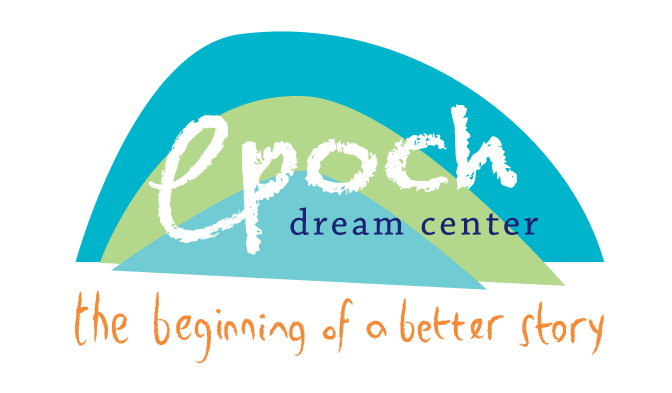 epoch
dream center
the beginning of a better story